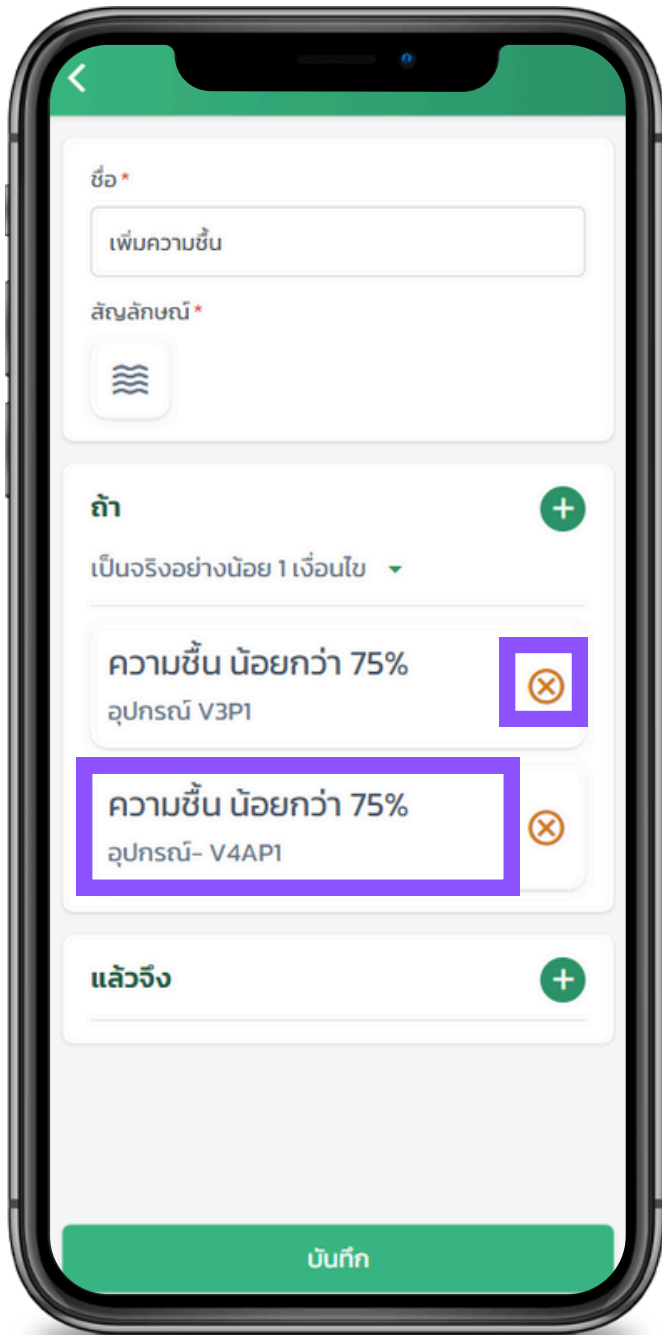 ชื่อ *
เพิ่มความชื้น
สัญลักษณ์ *
ถ้า
เป็นจริงอย่างน้อย 1 เงื่อนไข
ความชื้น น้อยกว่า 75%
อุปกรณ์ V3P1
ความชื้น น้อยกว่า 75%
อุปกรณ์- V4AP1
แล้วจึง
บันทึก